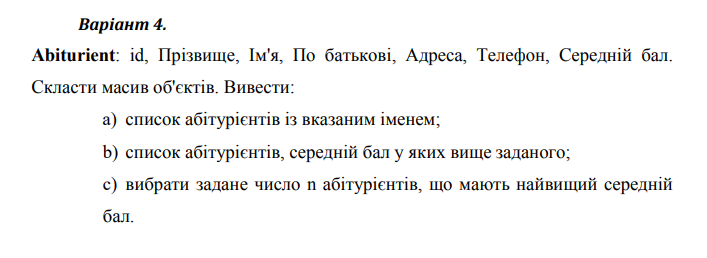 Варіант 4.
Abiturient: id, Прізвище, Ім'я, По батькові, Адреса, Телефон, Середній бал.
Скласти масив об'єктів. Вивести:
a) список абітурієнтів із вказаним іменем;
b) список абітурієнтів, середній бал у яких вище заданого;
c) вибрати задане число n абітурієнтів, що мають найвищий середній
бал.